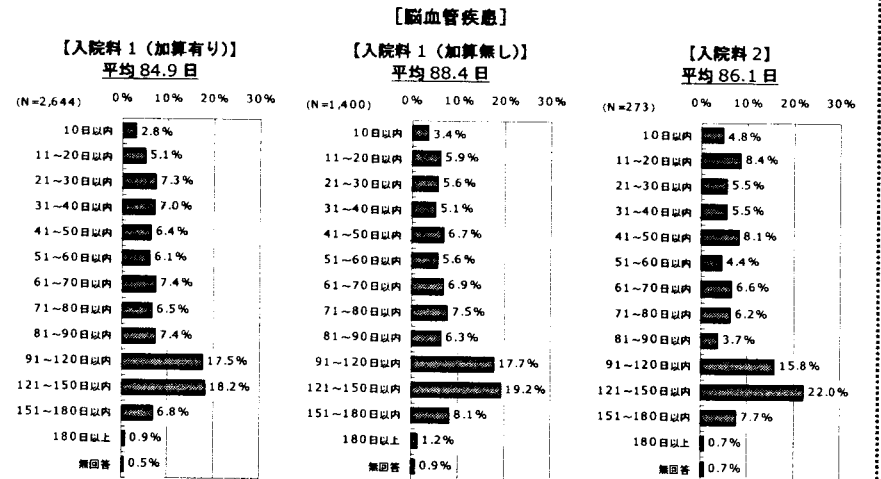 [脳血管疾患]
【入院料1(加算有り)】
平均 84.9 日
(N=2,644) 0% 10% 20% 30%
10日以内 2.8%
11~20日以内 5.1%
21~30日以内 7.3%
31~40日以内 7.0%
41~50日以内 6.4%
51~60日以内 6.1%
61~70日以内 7.4%
71~80日以内 6.5%
81~90日以内 7.4%
91~120日以内 17.5%
121~150日以内 18.2%
151~180日以内 6.8%
180日以上 0.9%
無回答 0.5%
【入院料1(加算無し)】
平均 88.4 日
(N=1,400) 0% 10% 20% 30%
10日以内 3.4%
11~20日以内 5.9%
21~30日以内 5.6%
31~40日以内 5.1%
41~50日以内 6.7%
51~60日以内 5.6%
61~70日以内 6.9%
71~80日以内 7.5%
81~90日以内 6.3%
91~120日以内 17.7%
121~150日以内 19.2%
151~180日以内 8.1%
180日以上 1.2%
無回答 0.9%
【入院料2】
平均 86.1 日
(N=273) 0% 10% 20% 30%
10日以内 4.8%
11~20日以内 8.4%
21~30日以内 5.5%
31~40日以内 5.5%
41~50日以内 8.1%
51~60日以内 4.4%
61~70日以内 6.6%
71~80日以内 6.2%
81~90日以内 3.7%
91~120日以内 15.8%
121~150日以内 22.0%
151~180日以内 7.7%
180日以上 0.7%
無回答 0.7%